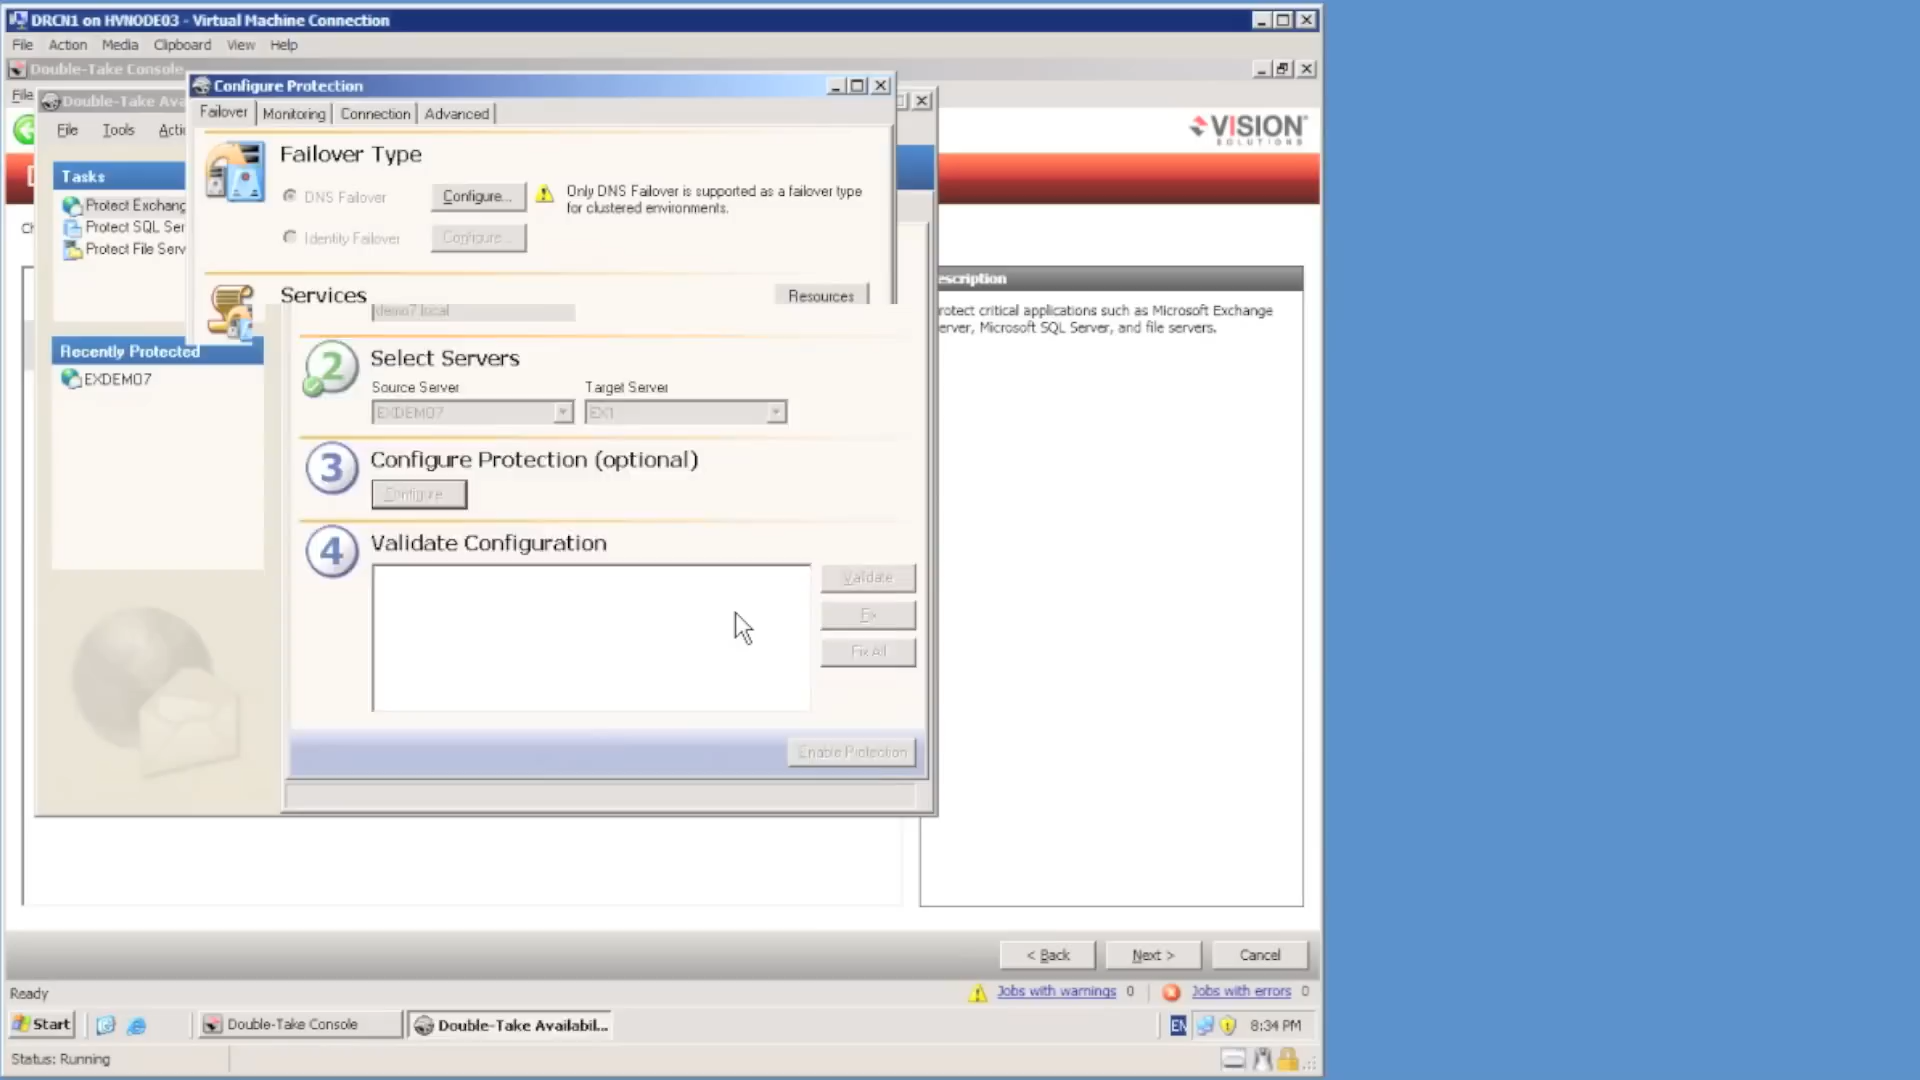 DRCN1 on HVNODE03 - Virtual Machine Connection
File Action Media Clipboard View Help
Double-Take Console
File
Double-Take Ava
Configure Protection
File Tools Acti
Failover Monitoring Connection Advanced
VISION
SOLUTIONS
Failover Type
Tasks
DNS Failover
Configure...
Only DNS Failover is supported as a failover type
for clustered environments.
Protect Exchang
Protect SQL Ser
Protect File Serv
Identity Failover
Configure...
Services
Resources
demo7.local
escription
rotect critical applications such as Microsoft Exchange
erver, Microsoft SQL Server, and file servers.
Recently Protected
EXDEMO7
2
Select Servers
Source Server
Target Server
EXDEMO7
EX1
3
Configure Protection (optional)
Configure...
4
Validate Configuration
Validate
Fix
Fix All
Enable Protection
< Back
Next >
Cancel
Ready
Jobs with warnings 0
Jobs with errors 0
Start
Double-Take Console
Double-Take Availabil...
EN
8:34 PM
Status: Running